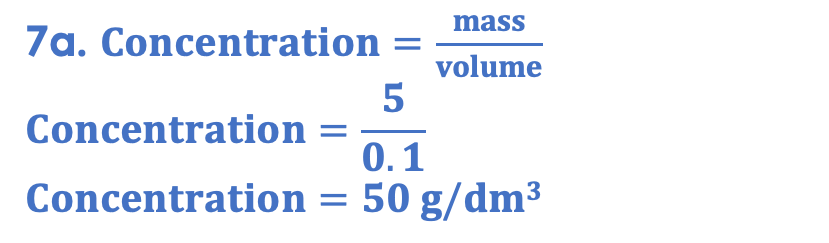 7a. Concentration = mass/volume
Concentration = 5/0.1
Concentration = 50 g/dm³